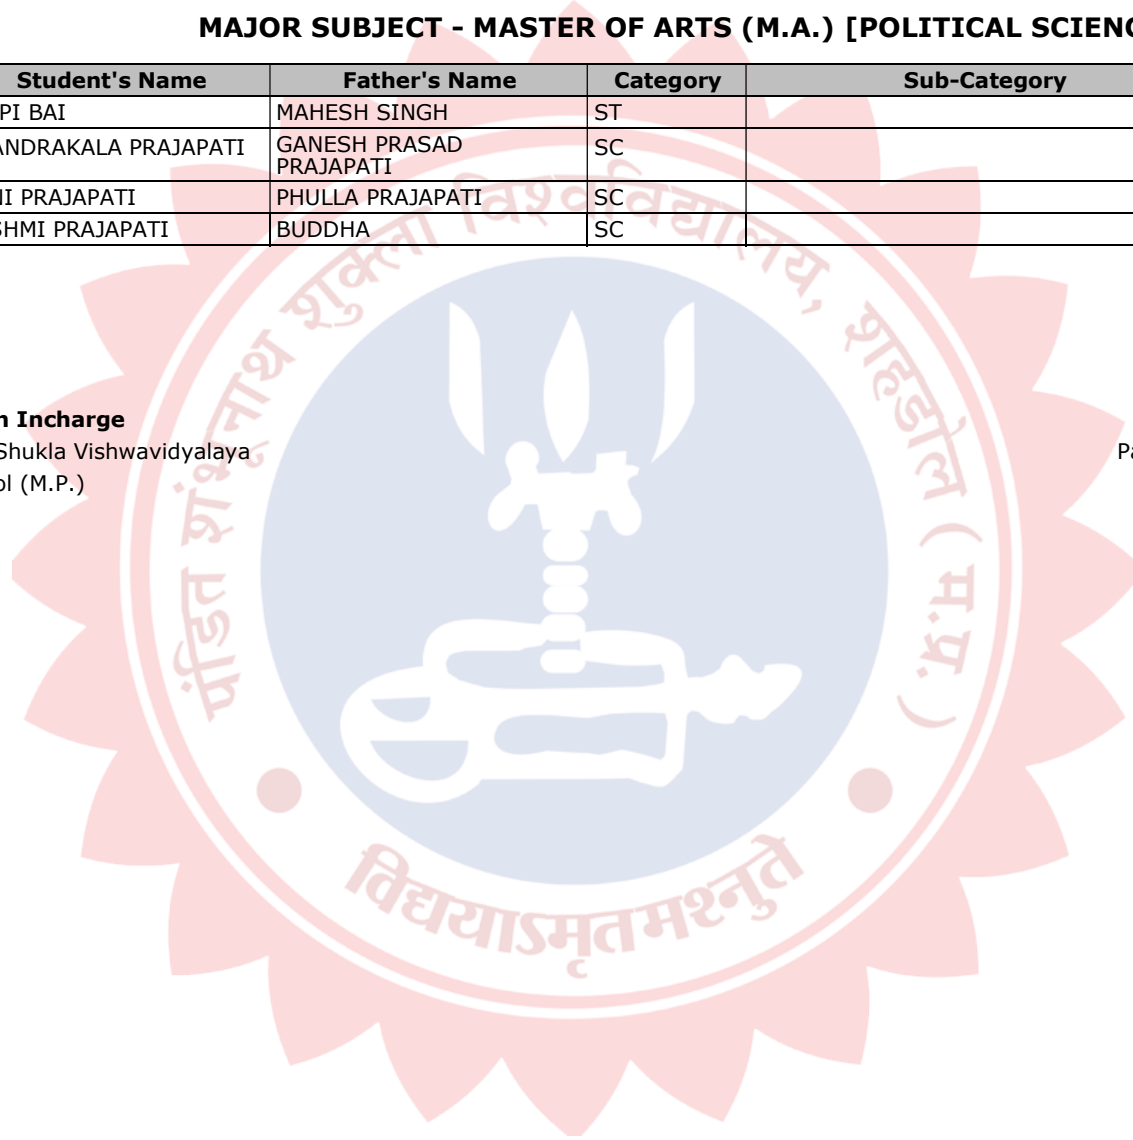 MAJOR SUBJECT - MASTER OF ARTS (M.A.) [POLITICAL SCIENC
Student's Name Father's Name Category Sub-Category
PI BAI MAHESH SINGH ST
ANDRAKALA PRAJAPATI GANESH PRASAD PRAJAPATI SC
NI PRAJAPATI PHULLA PRAJAPATI SC
SHMI PRAJAPATI BUDDHA SC
n Incharge
Shukla Vishwavidyalaya Pa
ol (M.P.)
पंडित शंभूनाथ शुक्ला विश्वविद्यालय, शहडोल ( म.प्र. )
विद्ययाऽमृतमश्नुते